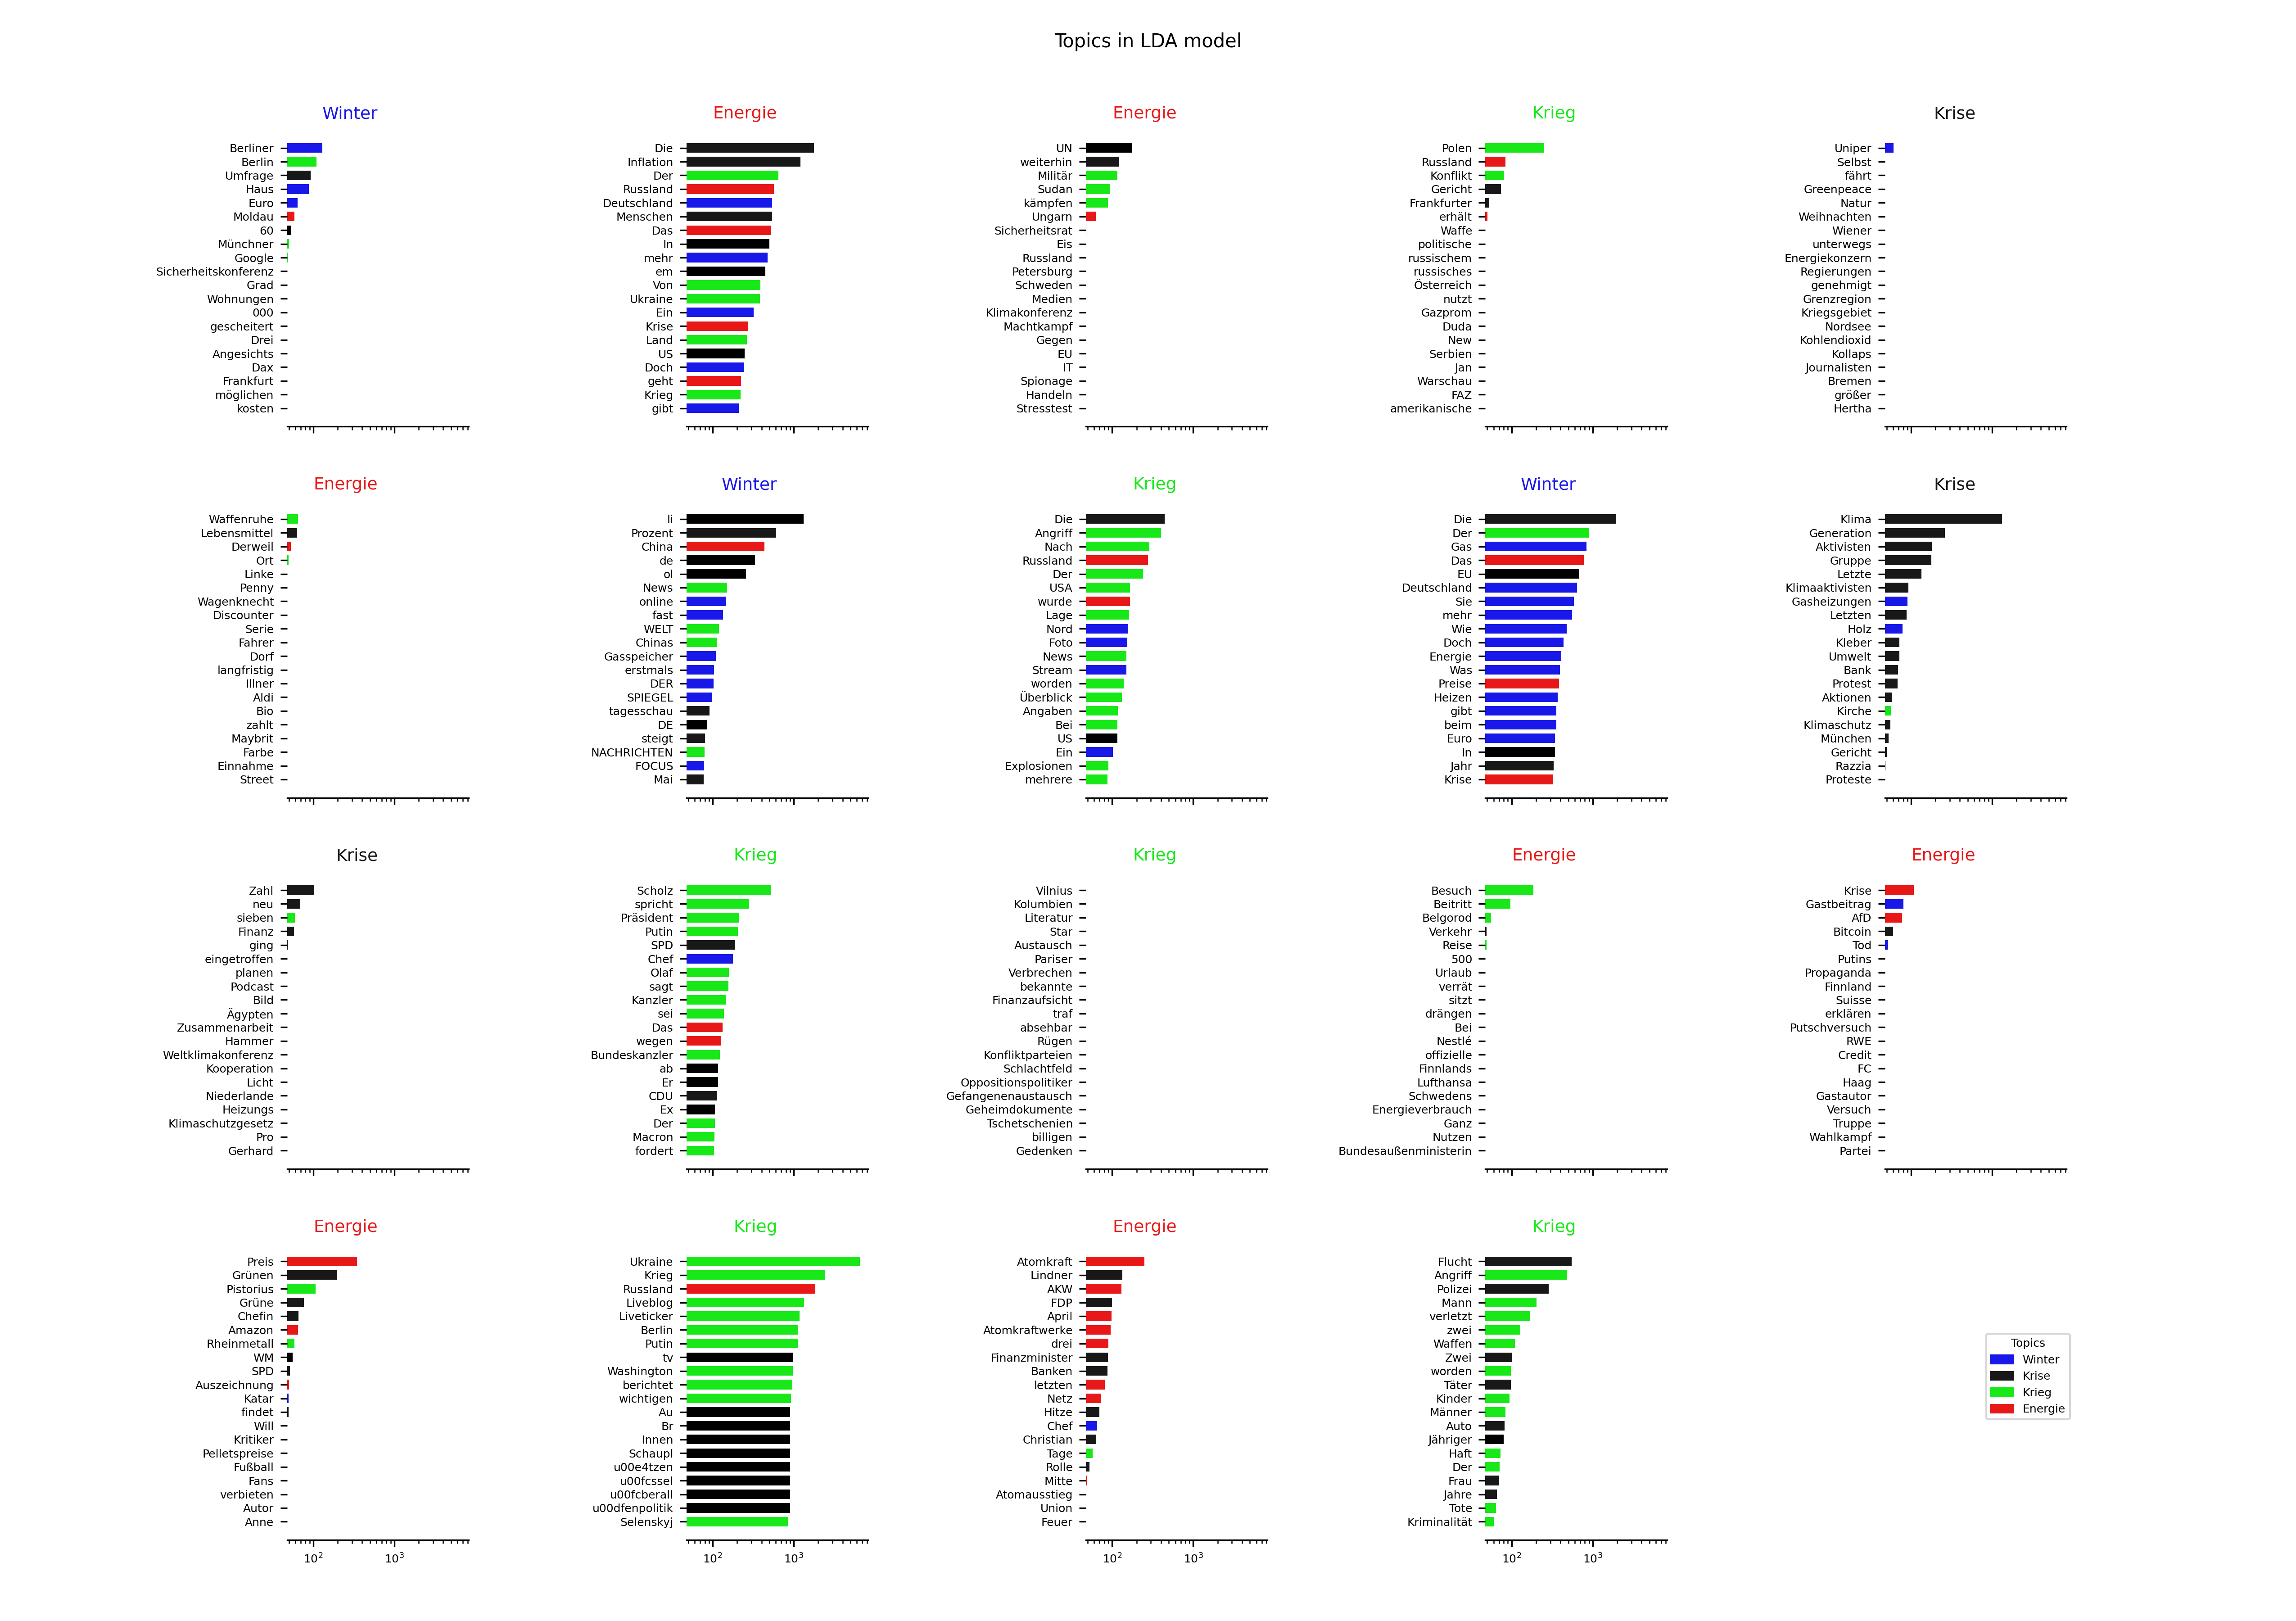 Topics in LDA model
Winter
Berliner
Berlin
Umfrage
Haus
Euro
Moldau
60
Münchner
Google
Sicherheitskonferenz
Grad
Wohnungen
000
gescheitert
Drei
Angesichts
Dax
Frankfurt
möglichen
kosten
Energie
Die
Inflation
Der
Russland
Deutschland
Menschen
Das
In
mehr
em
Von
Ukraine
Ein
Krise
Land
US
Doch
geht
Krieg
gibt
Energie
UN
weiterhin
Militär
Sudan
kämpfen
Ungarn
Sicherheitsrat
Eis
Russland
Petersburg
Schweden
Medien
Klimakonferenz
Machtkampf
Gegen
EU
IT
Spionage
Handeln
Stresstest
Krieg
Polen
Russland
Konflikt
Gericht
Frankfurter
erhält
Waffe
politische
russischem
russisches
Österreich
nutzt
Gazprom
Duda
New
Serbien
Jan
Warschau
FAZ
amerikanische
Krise
Uniper
Selbst
fährt
Greenpeace
Natur
Weihnachten
Wiener
unterwegs
Energiekonzern
Regierungen
genehmigt
Grenzregion
Kriegsgebiet
Nordsee
Kohlendioxid
Kollaps
Journalisten
Bremen
größer
Hertha
Energie
Waffenruhe
Lebensmittel
Derweil
Ort
Linke
Penny
Wagenknecht
Discounter
Serie
Fahrer
Dorf
langfristig
Illner
Aldi
Bio
zahlt
Maybrit
Farbe
Einnahme
Street
Winter
li
Prozent
China
de
ol
News
online
fast
WELT
Chinas
Gasspeicher
erstmals
DER
SPIEGEL
tagesschau
DE
steigt
NACHRICHTEN
FOCUS
Mai
Krieg
Die
Angriff
Nach
Russland
Der
USA
wurde
Lage
Nord
Foto
News
Stream
worden
Überblick
Angaben
Bei
US
Ein
Explosionen
mehrere
Winter
Die
Der
Gas
Das
EU
Deutschland
Sie
mehr
Wie
Doch
Energie
Was
Preise
Heizen
gibt
beim
Euro
In
Jahr
Krise
Krise
Klima
Generation
Aktivisten
Gruppe
Letzte
Klimaaktivisten
Gasheizungen
Letzten
Holz
Kleber
Umwelt
Bank
Protest
Aktionen
Kirche
Klimaschutz
München
Gericht
Razzia
Proteste
Krise
Zahl
neu
sieben
Finanz
ging
eingetroffen
planen
Podcast
Bild
Ägypten
Zusammenarbeit
Hammer
Weltklimakonferenz
Kooperation
Licht
Niederlande
Heizungs
Klimaschutzgesetz
Pro
Gerhard
Krieg
Scholz
spricht
Präsident
Putin
SPD
Chef
Olaf
sagt
Kanzler
sei
Das
wegen
Bundeskanzler
ab
Er
CDU
Ex
Der
Macron
fordert
Krieg
Vilnius
Kolumbien
Literatur
Star
Austausch
Pariser
Verbrechen
bekannte
Finanzaufsicht
traf
absehbar
Rügen
Konfliktparteien
Schlachtfeld
Oppositionspolitiker
Gefangenenaustausch
Geheimdokumente
Tschetschenien
billigen
Gedenken
Energie
Besuch
Beitritt
Belgorod
Verkehr
Reise
500
Urlaub
verrät
sitzt
drängen
Bei
Nestlé
offizielle
Finnlands
Lufthansa
Schwedens
Energieverbrauch
Ganz
Nutzen
Bundesaußenministerin
Energie
Krise
Gastbeitrag
AfD
Bitcoin
Tod
Putins
Propaganda
Finnland
Suisse
erklären
Putschversuch
RWE
Credit
FC
Haag
Gastautor
Versuch
Truppe
Wahlkampf
Partei
Energie
Preis
Grünen
Pistorius
Grüne
Chefin
Amazon
Rheinmetall
WM
SPD
Auszeichnung
Katar
findet
Will
Kritiker
Pelletspreise
Fußball
Fans
verbieten
Autor
Anne
10² 10³
Krieg
Ukraine
Krieg
Russland
Liveblog
Liveticker
Berlin
Putin
tv
Washington
berichtet
wichtigen
Au
Br
Innen
Schaupl
u00e4tzen
u00fcssel
u00fcberall
u00dfenpolitik
Selenskyj
10² 10³
Energie
Atomkraft
Lindner
AKW
FDP
April
Atomkraftwerke
drei
Finanzminister
Banken
letzten
Netz
Hitze
Chef
Christian
Tage
Rolle
Mitte
Atomausstieg
Union
Feuer
10² 10³
Krieg
Flucht
Angriff
Polizei
Mann
verletzt
zwei
Waffen
Zwei
worden
Täter
Kinder
Männer
Auto
Jähriger
Haft
Der
Frau
Jahre
Tote
Kriminalität
10² 10³
Topics
Winter
Krise
Krieg
Energie